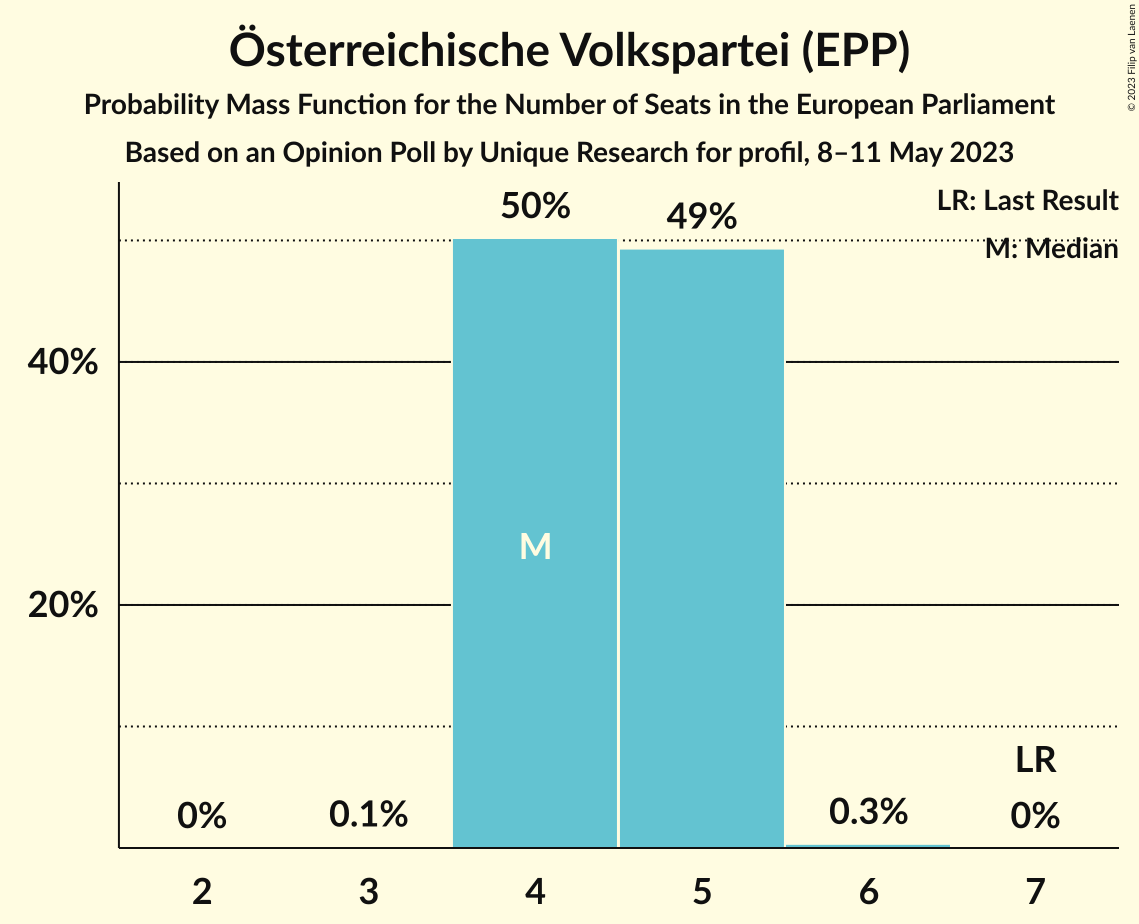 Österreichische Volkspartei (EPP)
Probability Mass Function for the Number of Seats in the European Parliament
Based on an Opinion Poll by Unique Research for profil, 8–11 May 2023
© 2023 Filip van Laenen
LR: Last Result
M: Median
50%
49%
40%
M
20%
LR
0%
0.1%
0.3%
0%
2
3
4
5
6
7